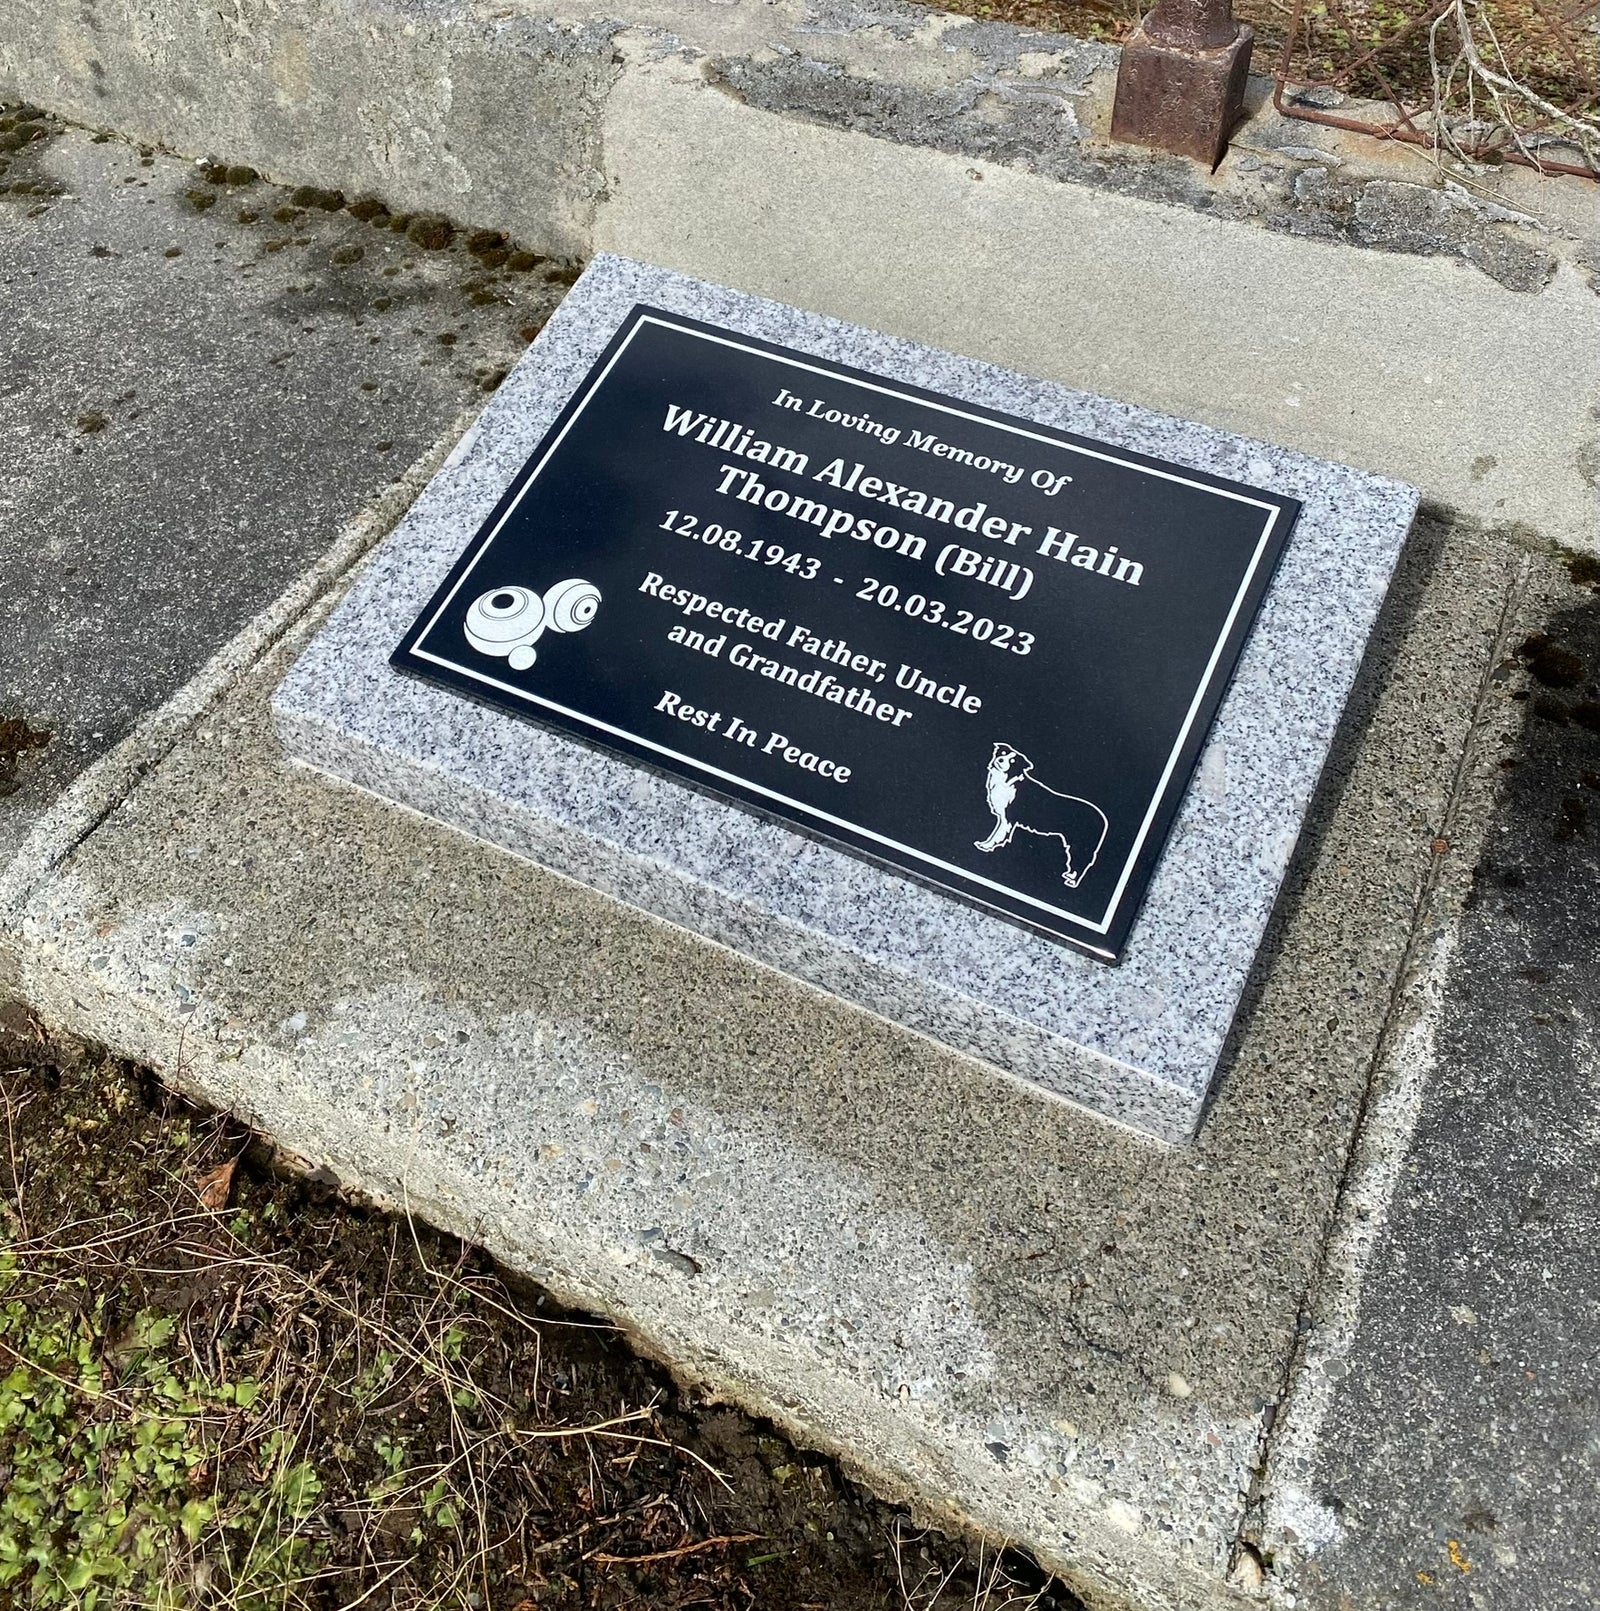 In Loving Memory Of
William Alexander Hain
Thompson (Bill)
12.08.1943 - 20.03.2023
Respected Father, Uncle
and Grandfather
Rest In Peace